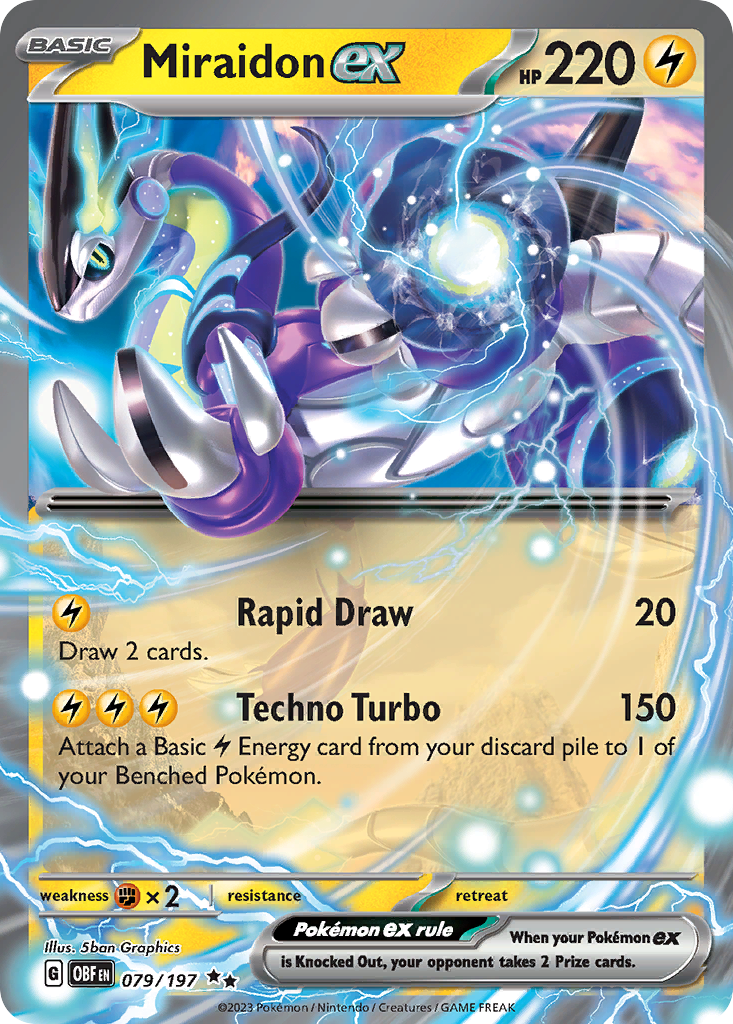 BASIC
Miraidon ex
HP 220
Rapid Draw 20
Draw 2 cards.
Techno Turbo 150
Attach a Basic Energy card from your discard pile to 1 of
your Benched Pokémon.
weakness ×2 resistance retreat
Pokémon ex rule
When your Pokémon ex
is Knocked Out, your opponent takes 2 Prize cards.
Illus. 5ban Graphics
G OBF EN 079/197
©2023 Pokémon / Nintendo / Creatures / GAME FREAK